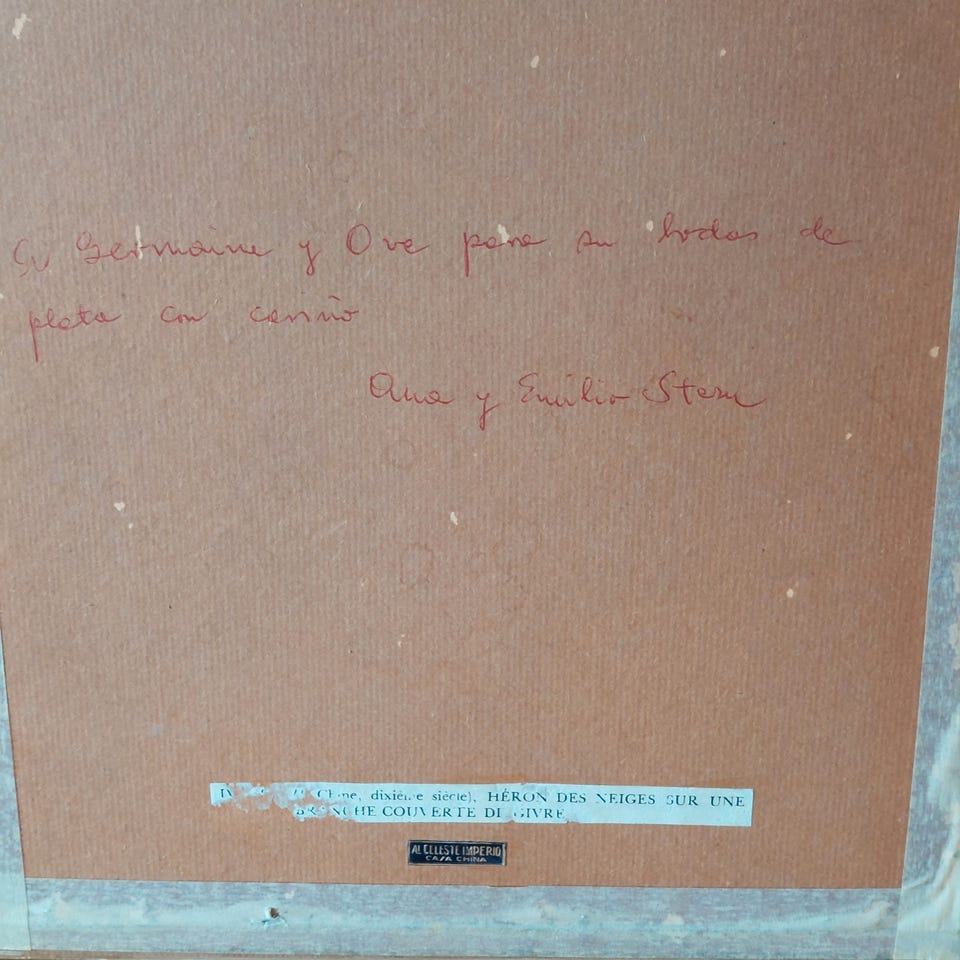 Germaine y Ove para su bodas de
plata con cariño
Ana y Emilio Stern
Chine, dixième siècle), HÉRON DES NEIGES SUR UNE
BRANCHE COUVERTE DE GIVRE
AL CELESTE IMPERIO
CASA CHINA